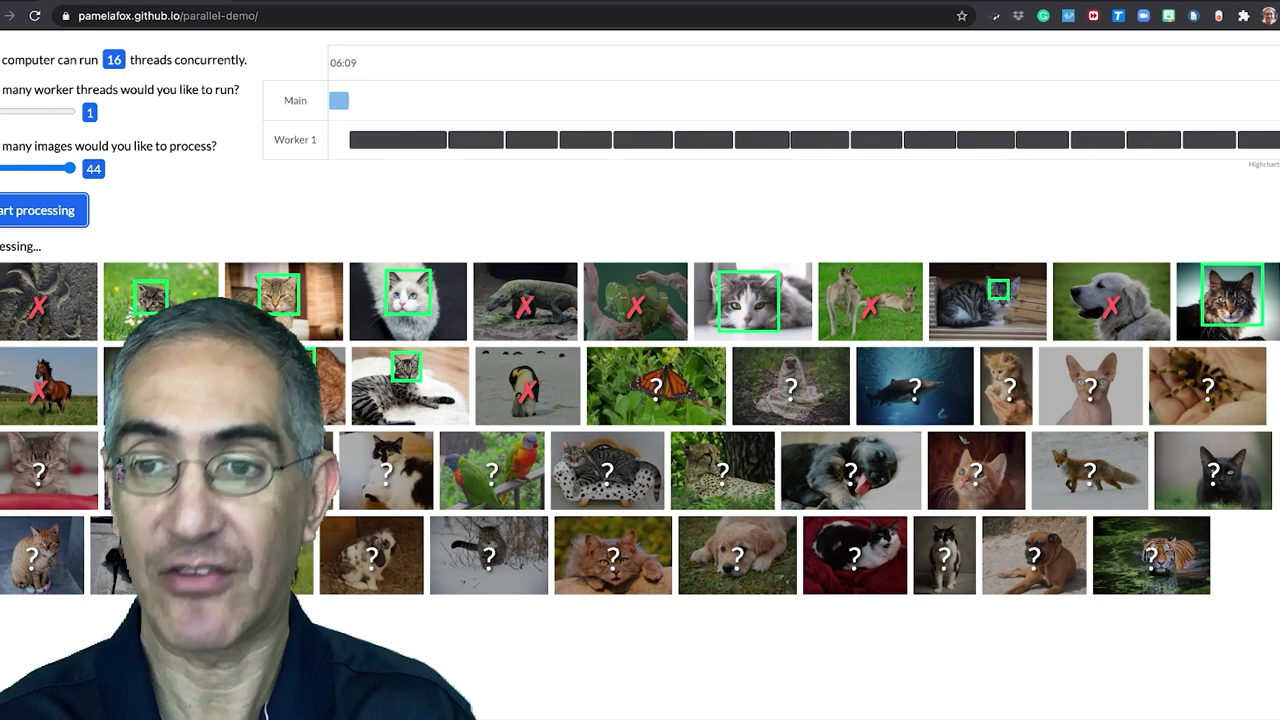 pamelafox.github.io/parallel-demo/
computer can run 16 threads concurrently.
many worker threads would you like to run?
1
many images would you like to process?
44
art processing
essing...
06:09
Main
Worker 1
Highchart
? ? ? ? ? ?
? ? ? ? ? ? ? ? ?
? ? ? ? ? ? ? ? ? ?